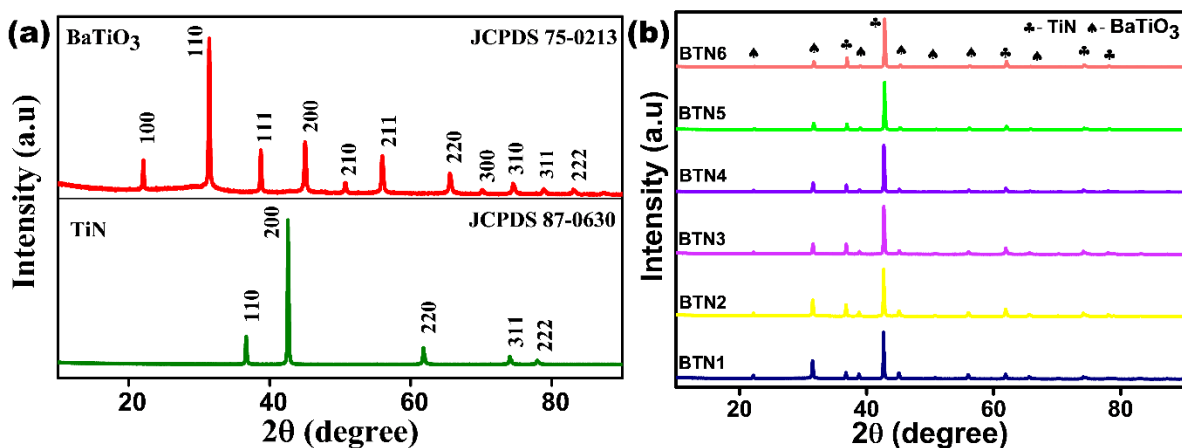 (a)
BaTiO₃
JCPDS 75-0213
100
110
111
200
210
211
220
300
310
311
222
TiN
JCPDS 87-0630
110
200
220
311
222
Intensity (a.u)
20
40
60
80
2θ (degree)
(b)
♣- TiN ♠- BaTiO₃
BTN6
BTN5
BTN4
BTN3
BTN2
BTN1
Intensity (a.u)
20
40
60
80
2θ (degree)